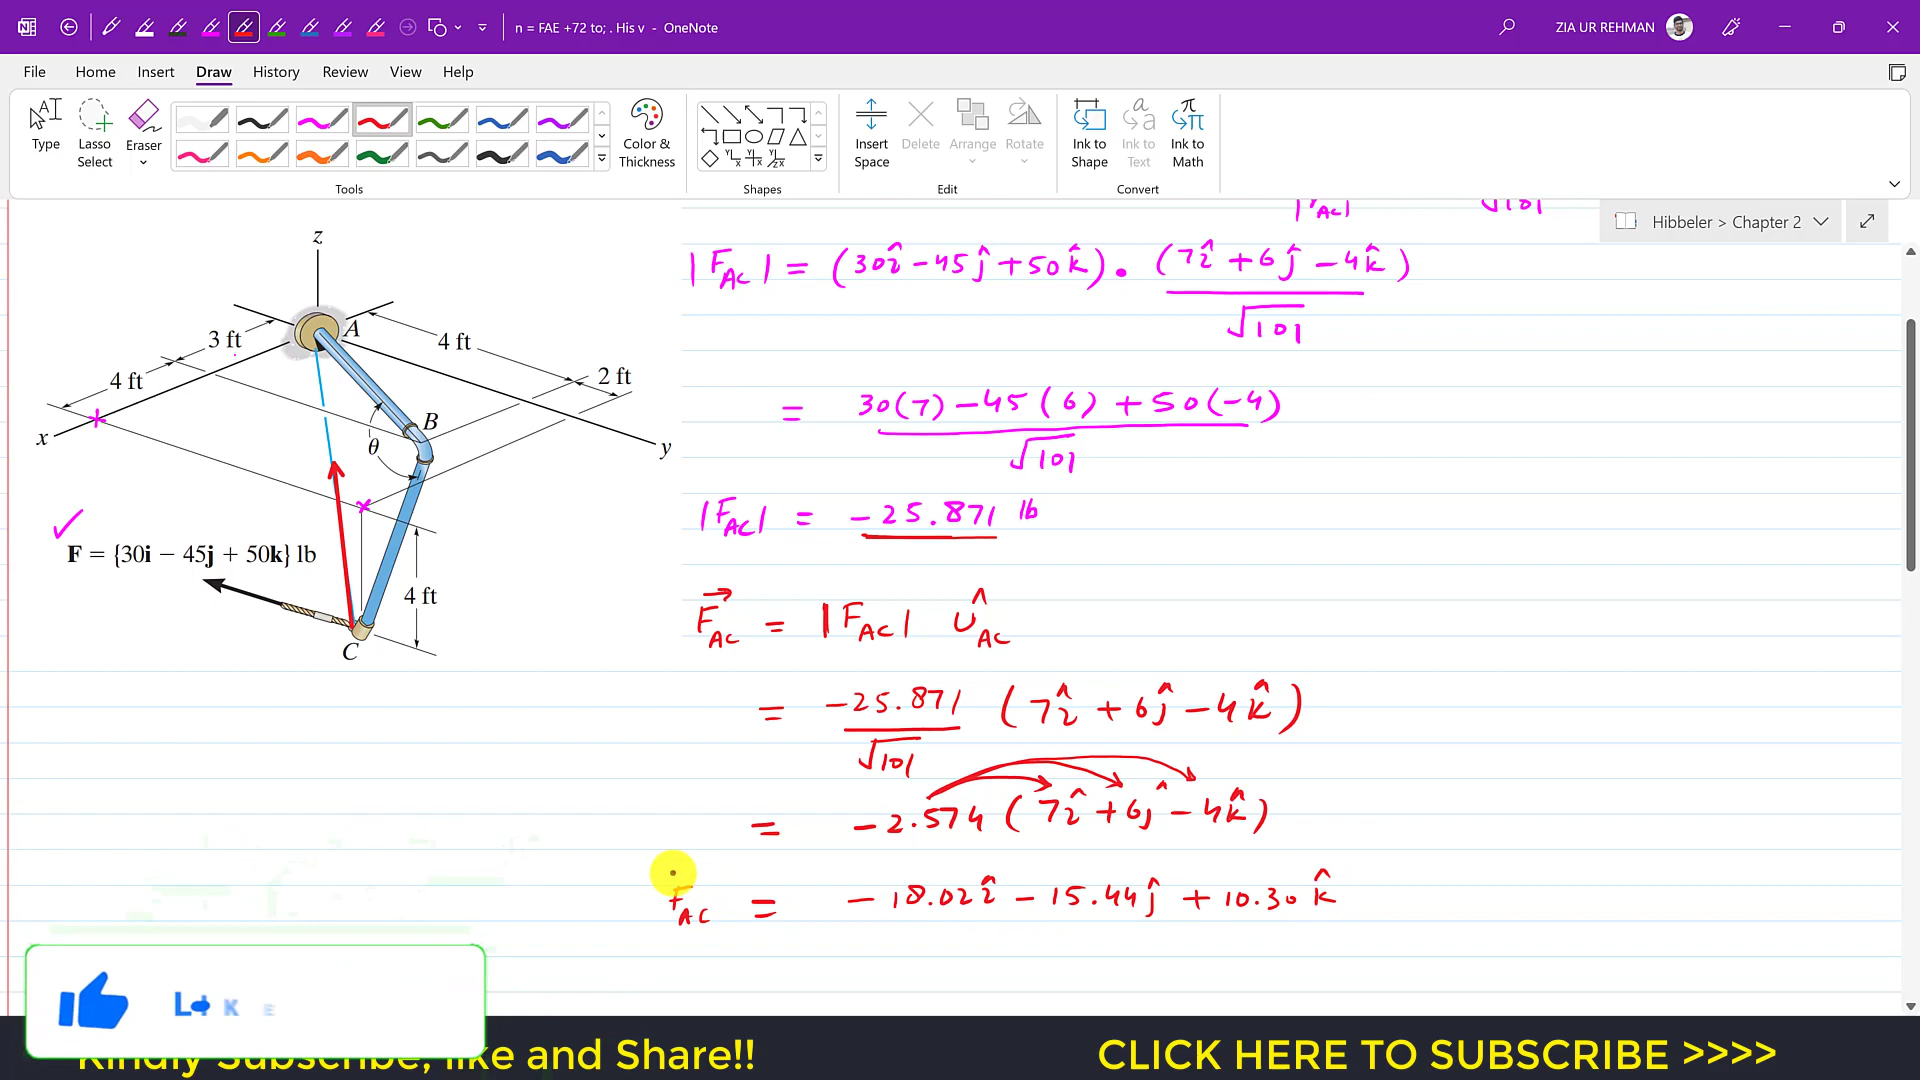 n = FAE +72 to; . His v - OneNote
ZIA UR REHMAN
File Home Insert Draw History Review View Help
Type
Lasso Select
Eraser
Color & Thickness
Insert Space
Delete
Arrange
Rotate
Ink to Shape
Ink to Text
Ink to Math
Tools Shapes Edit Convert
Hibbeler > Chapter 2
|U_AC| √101
|F_AC| = (30î - 45ĵ + 50k̂) . (7î + 6ĵ - 4k̂)
√101
= 30(7) - 45(6) + 50(-4)
√101
|F_AC| = -25.871 lb
F⃗_AC = |F_AC| Û_AC
= -25.871 (7î + 6ĵ - 4k̂)
√101
= -2.574 (7î + 6ĵ - 4k̂)
F_AC = -18.02î - 15.44ĵ + 10.30k̂
z
A
3 ft
4 ft
4 ft
2 ft
B
x
θ
y
F = {30i − 45j + 50k} lb
4 ft
C
LIKE
Kindly Subscribe, like and Share!!
CLICK HERE TO SUBSCRIBE >>>>